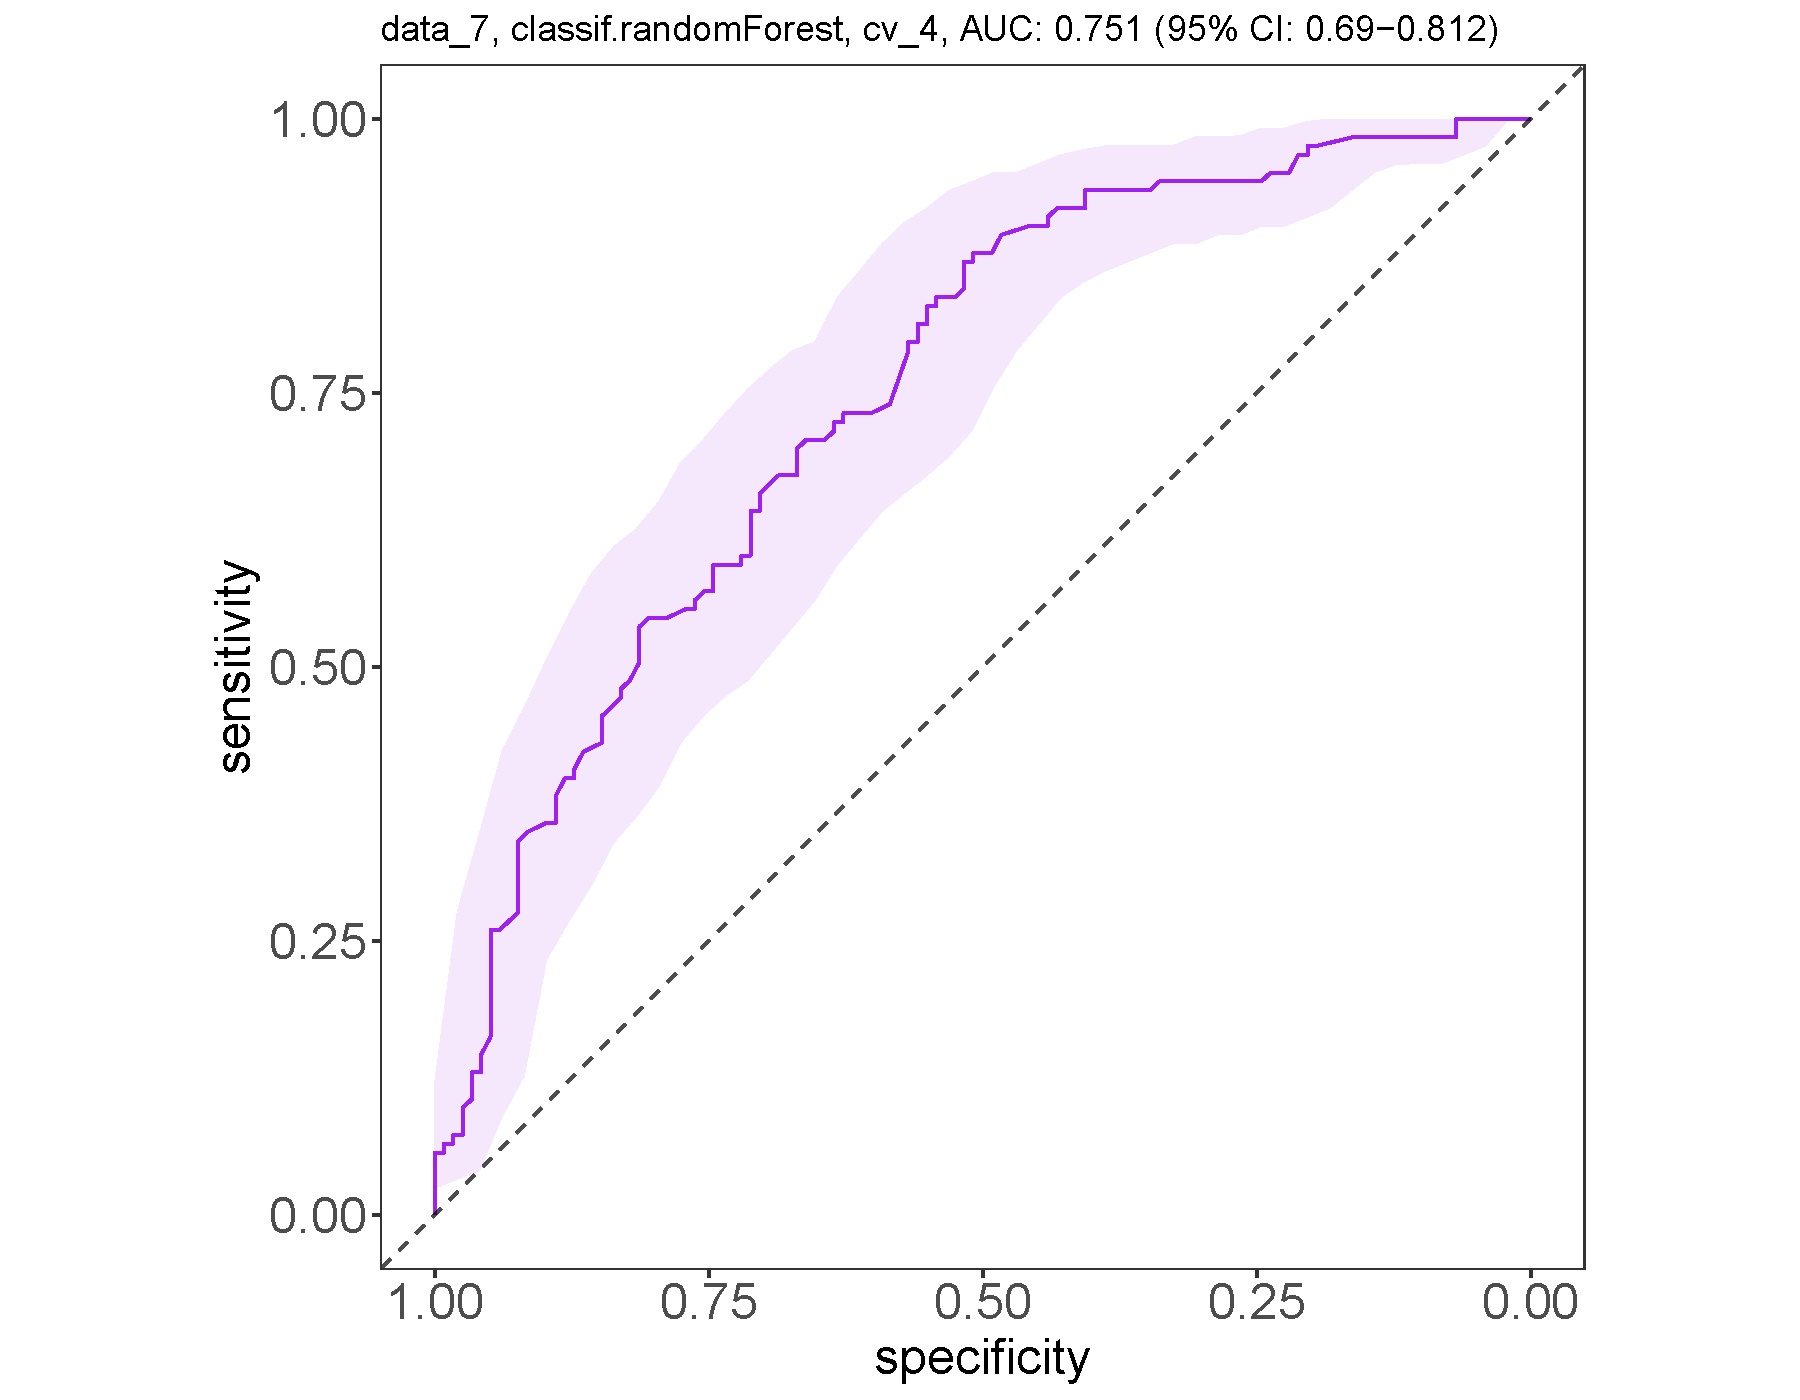 data_7, classif.randomForest, cv_4, AUC: 0.751 (95% CI: 0.69−0.812)
1.00
0.75
0.50
0.25
0.00
sensitivity
1.00 0.75 0.50 0.25 0.00
specificity